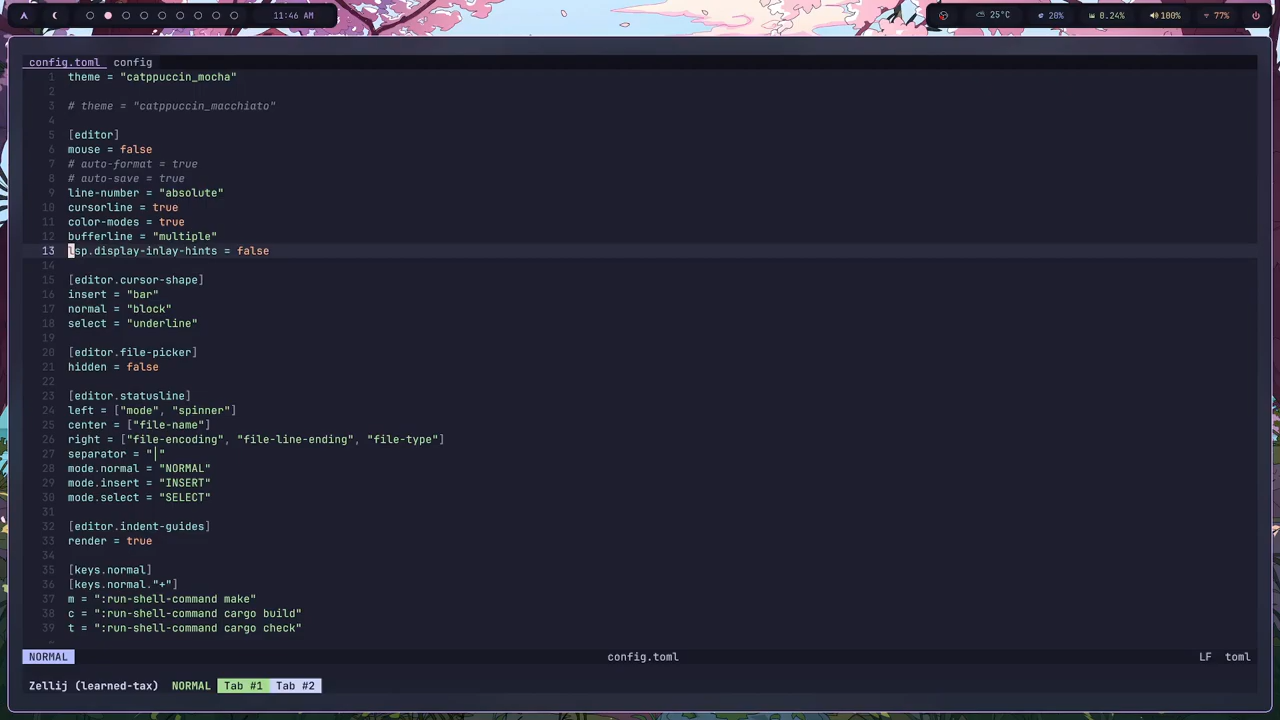 11:46 AM
25°C 20% 8.24% 100% 77%
config.toml config
1 theme = "catppuccin_mocha"
2
3 # theme = "catppuccin_macchiato"
4
5 [editor]
6 mouse = false
7 # auto-format = true
8 # auto-save = true
9 line-number = "absolute"
10 cursorline = true
11 color-modes = true
12 bufferline = "multiple"
13 lsp.display-inlay-hints = false
14
15 [editor.cursor-shape]
16 insert = "bar"
17 normal = "block"
18 select = "underline"
19
20 [editor.file-picker]
21 hidden = false
22
23 [editor.statusline]
24 left = ["mode", "spinner"]
25 center = ["file-name"]
26 right = ["file-encoding", "file-line-ending", "file-type"]
27 separator = "│"
28 mode.normal = "NORMAL"
29 mode.insert = "INSERT"
30 mode.select = "SELECT"
31
32 [editor.indent-guides]
33 render = true
34
35 [keys.normal]
36 [keys.normal."+"]
37 m = ":run-shell-command make"
38 c = ":run-shell-command cargo build"
39 t = ":run-shell-command cargo check"
NORMAL config.toml LF toml
Zellij (learned-tax) NORMAL Tab #1 Tab #2